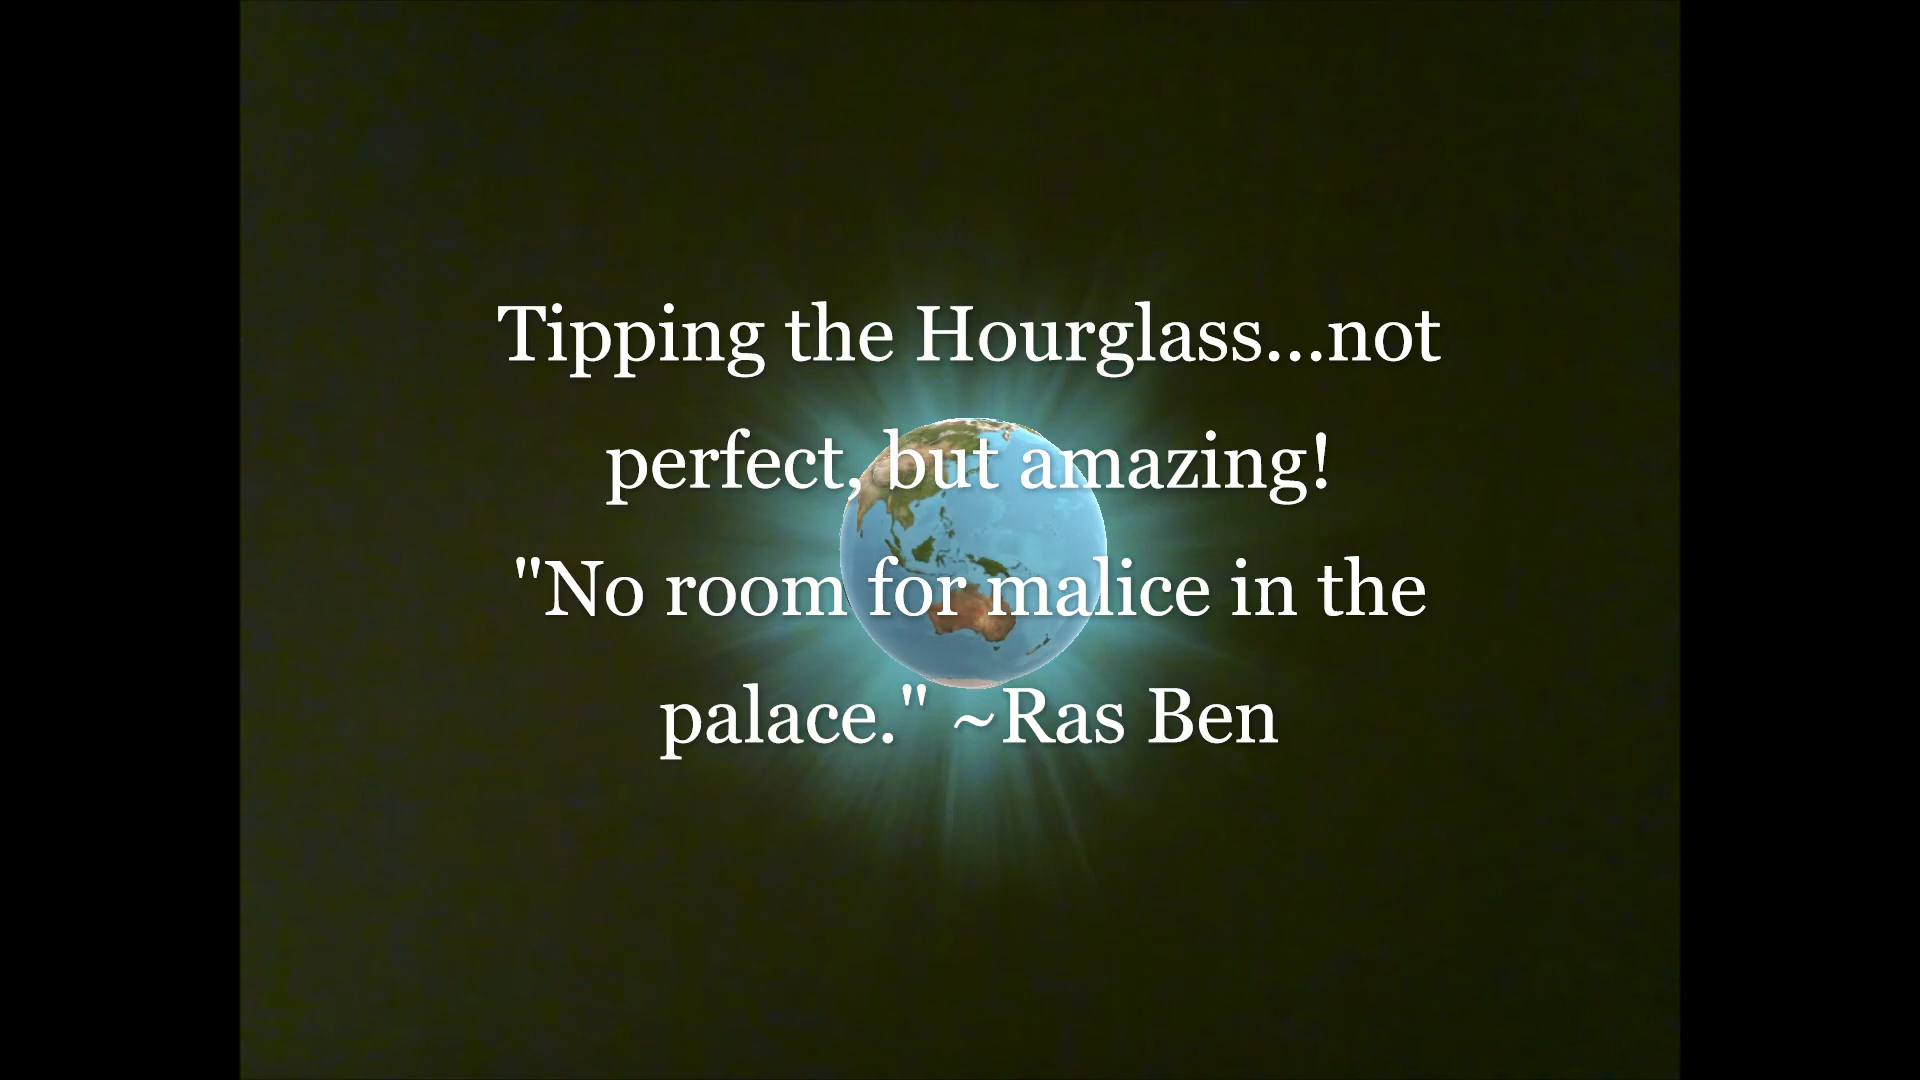 Tipping the Hourglass...not
perfect, but amazing!
"No room for malice in the
palace." ~Ras Ben